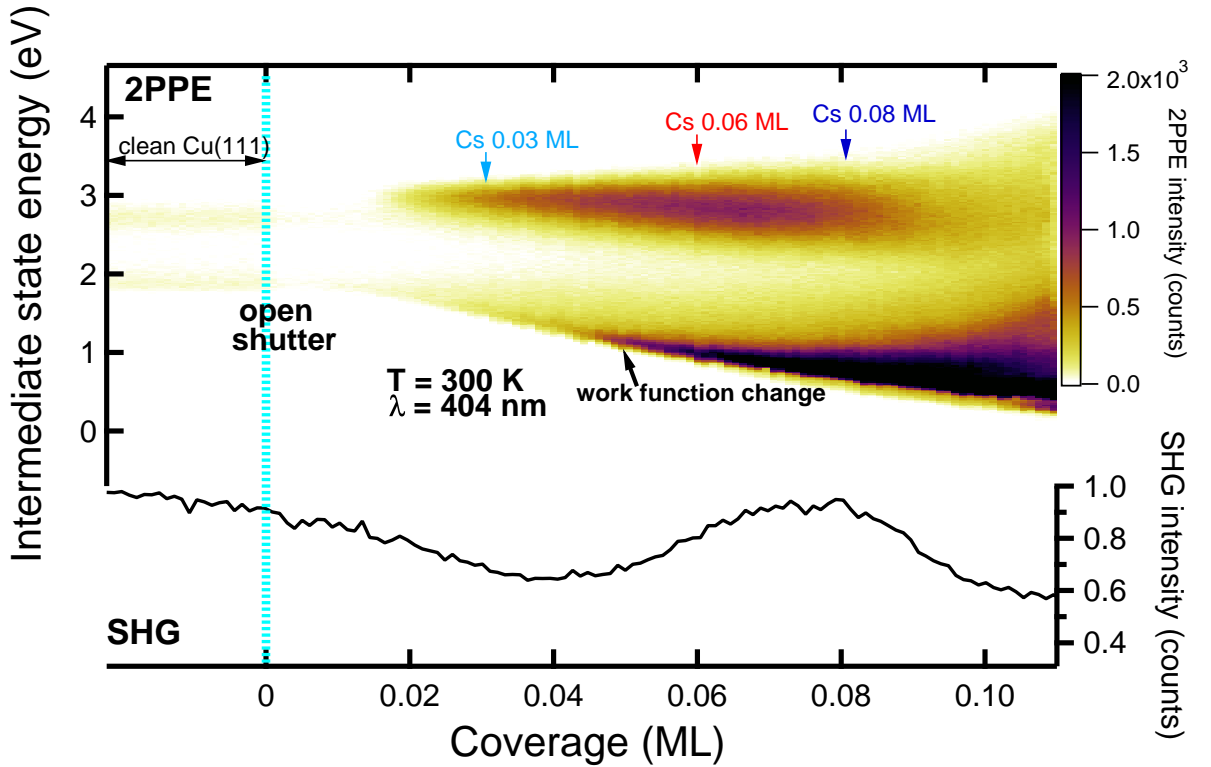 2PPE
clean Cu(111)
Cs 0.03 ML
Cs 0.06 ML
Cs 0.08 ML
open
shutter
T = 300 K
λ = 404 nm
work function change
Intermediate state energy (eV)
4
3
2
1
0
2.0x10³
1.5
1.0
0.5
0.0
2PPE intensity (counts)
SHG
1.0
0.8
0.6
0.4
SHG intensity (counts)
0
0.02
0.04
0.06
0.08
0.10
Coverage (ML)